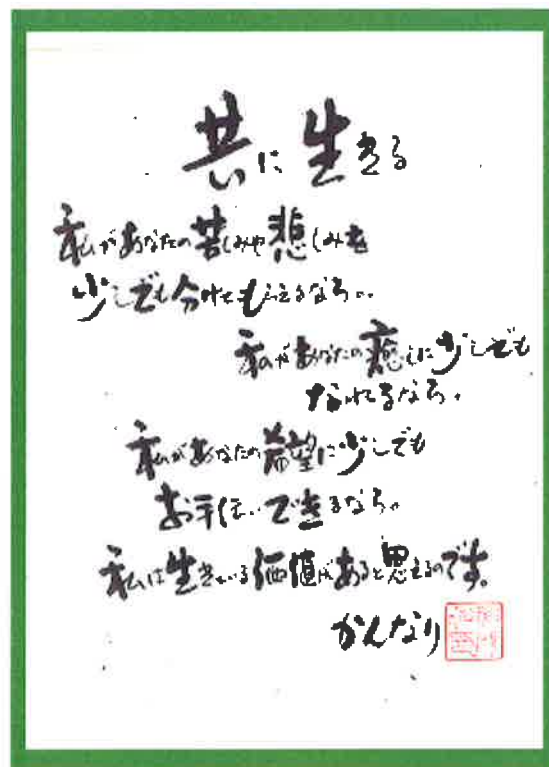 共に生きる
私があなたの苦しみや悲しみを
少しでも分けてもらえるなら。
私があなたの癒しに少しでも
なれるなら。
私があなたの希望に少しでも
お手伝いできるなら。
私は生きている価値があると思えるのです。
かんなり